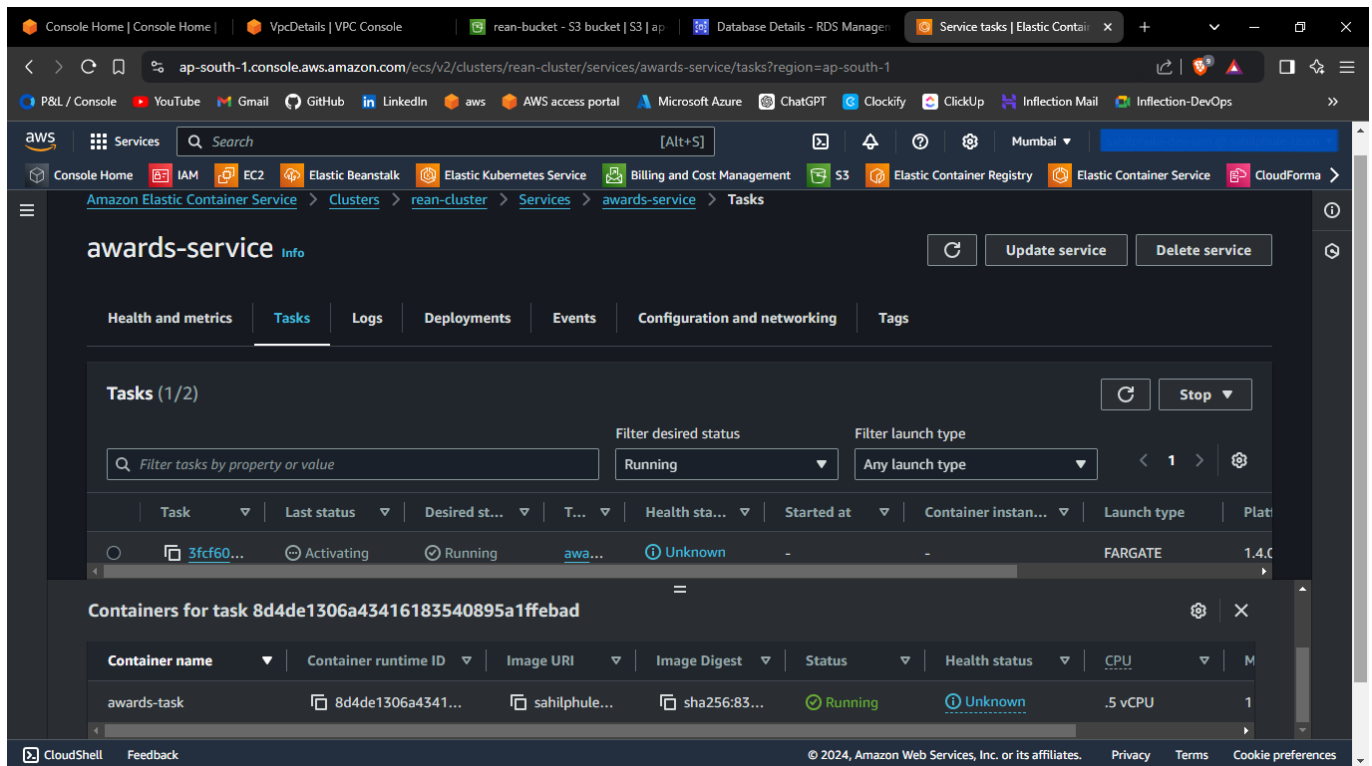 Console Home | Console Home | VpcDetails | VPC Console rean-bucket - S3 bucket | S3 | ap Database Details - RDS Managem Service tasks | Elastic Contain
ap-south-1.console.aws.amazon.com/ecs/v2/clusters/rean-cluster/services/awards-service/tasks?region=ap-south-1
P&L / Console YouTube Gmail GitHub LinkedIn aws AWS access portal Microsoft Azure ChatGPT Clockify ClickUp Inflection Mail Inflection-DevOps
aws Services Search [Alt+S] Mumbai
Console Home IAM EC2 Elastic Beanstalk Elastic Kubernetes Service Billing and Cost Management S3 Elastic Container Registry Elastic Container Service CloudForma
Amazon Elastic Container Service > Clusters > rean-cluster > Services > awards-service > Tasks
awards-service Info Update service Delete service
Health and metrics Tasks Logs Deployments Events Configuration and networking Tags
Tasks (1/2) Stop
Filter desired status Filter launch type
Filter tasks by property or value Running Any launch type 1
Task Last status Desired st... T... Health sta... Started at Container instan... Launch type Platf
3fcf60... Activating Running awa... Unknown - - FARGATE 1.4.0
Containers for task 8d4de1306a43416183540895a1ffebad
Container name Container runtime ID Image URI Image Digest Status Health status CPU M
awards-task 8d4de1306a4341... sahilphule... sha256:83... Running Unknown .5 vCPU 1
CloudShell Feedback © 2024, Amazon Web Services, Inc. or its affiliates. Privacy Terms Cookie preferences